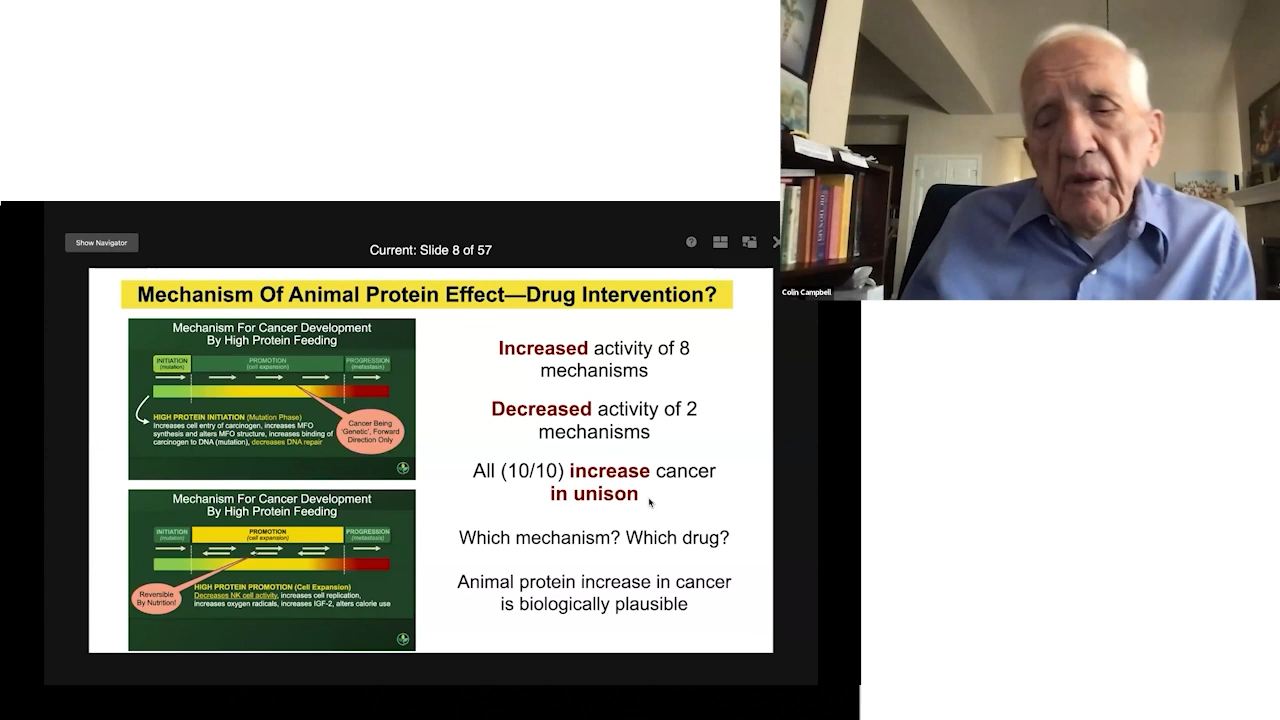 Colin Campbell
Show Navigator
Current: Slide 8 of 57
?
Mechanism Of Animal Protein Effect—Drug Intervention?
Mechanism For Cancer Development
By High Protein Feeding
INITIATION
(mutation)
PROMOTION
(cell expansion)
PROGRESSION
(metastasis)
HIGH PROTEIN INITIATION (Mutation Phase)
Increases cell entry of carcinogen, increases MFO
synthesis and alters MFO structure, increases binding of
carcinogen to DNA (mutation), decreases DNA repair
Cancer Being
'Genetic', Forward
Direction Only
Mechanism For Cancer Development
By High Protein Feeding
INITIATION
(mutation)
PROMOTION
(cell expansion)
PROGRESSION
(metastasis)
Reversible
By Nutrition!
HIGH PROTEIN PROMOTION (Cell Expansion)
Decreases NK cell activity, increases cell replication,
increases oxygen radicals, increases IGF-2, alters calorie use
Increased activity of 8
mechanisms
Decreased activity of 2
mechanisms
All (10/10) increase cancer
in unison
Which mechanism? Which drug?
Animal protein increase in cancer
is biologically plausible